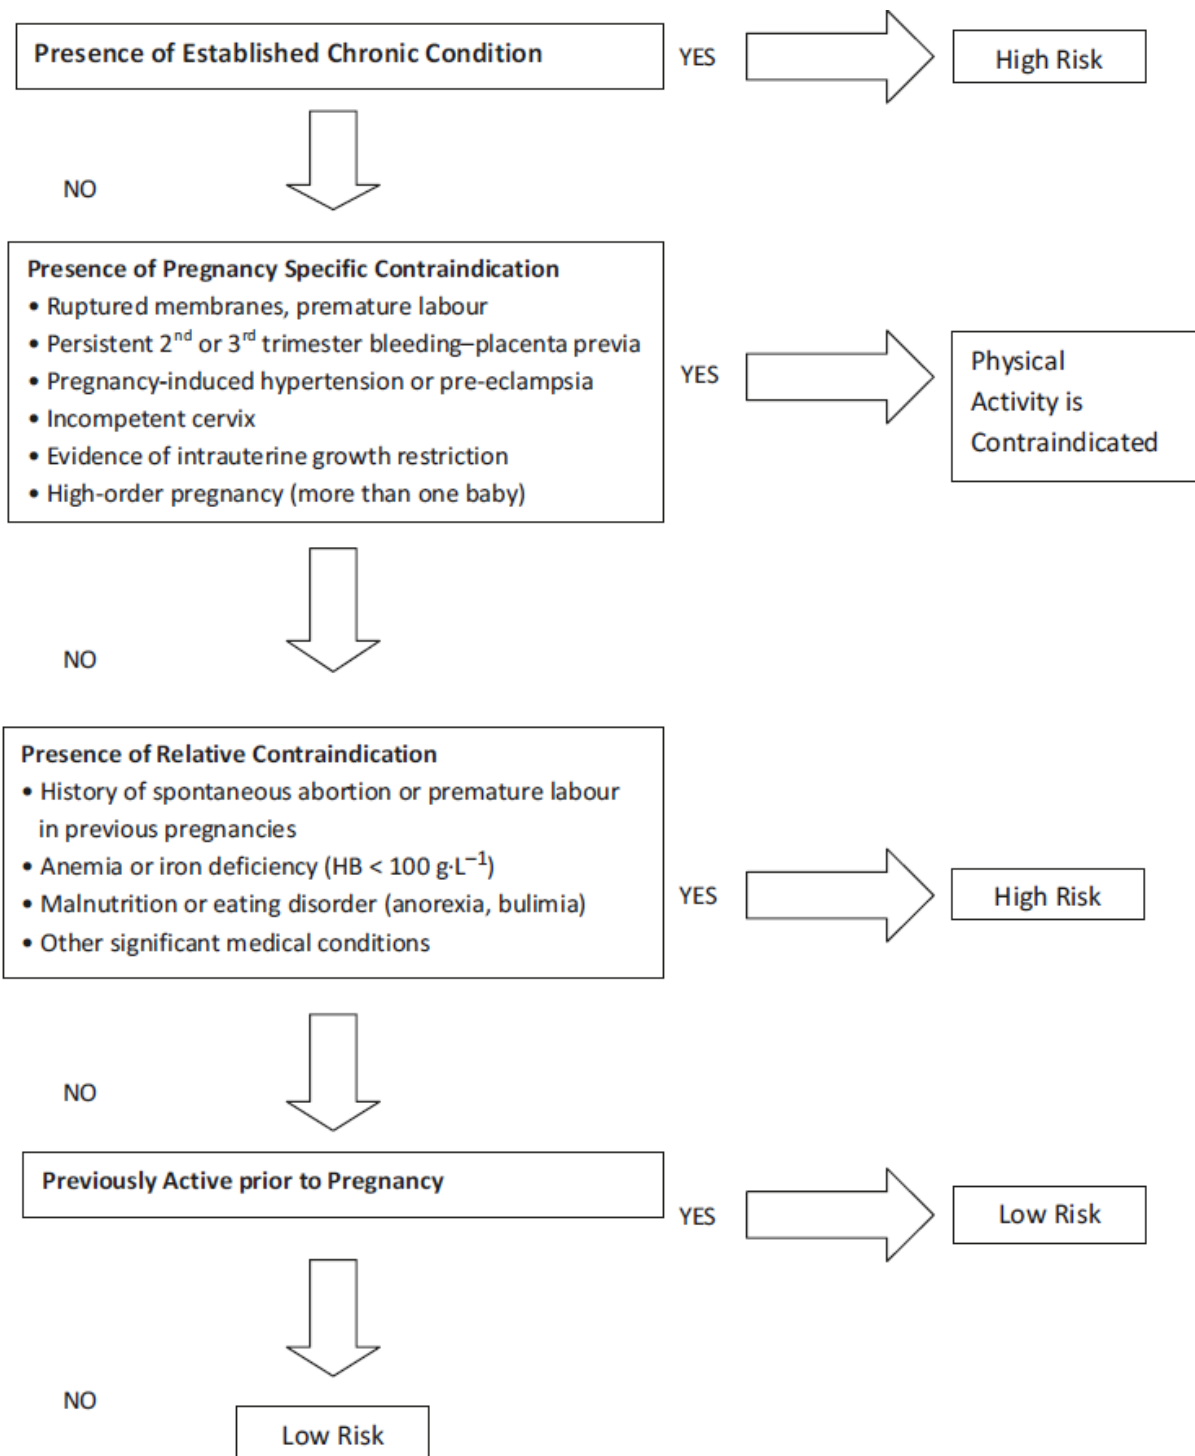 Presence of Established Chronic Condition
YES
High Risk
NO
Presence of Pregnancy Specific Contraindication
• Ruptured membranes, premature labour
• Persistent 2nd or 3rd trimester bleeding–placenta previa
• Pregnancy-induced hypertension or pre-eclampsia
• Incompetent cervix
• Evidence of intrauterine growth restriction
• High-order pregnancy (more than one baby)
YES
Physical
Activity is
Contraindicated
NO
Presence of Relative Contraindication
• History of spontaneous abortion or premature labour
in previous pregnancies
• Anemia or iron deficiency (HB < 100 g·L⁻¹)
• Malnutrition or eating disorder (anorexia, bulimia)
• Other significant medical conditions
YES
High Risk
NO
Previously Active prior to Pregnancy
YES
Low Risk
NO
Low Risk